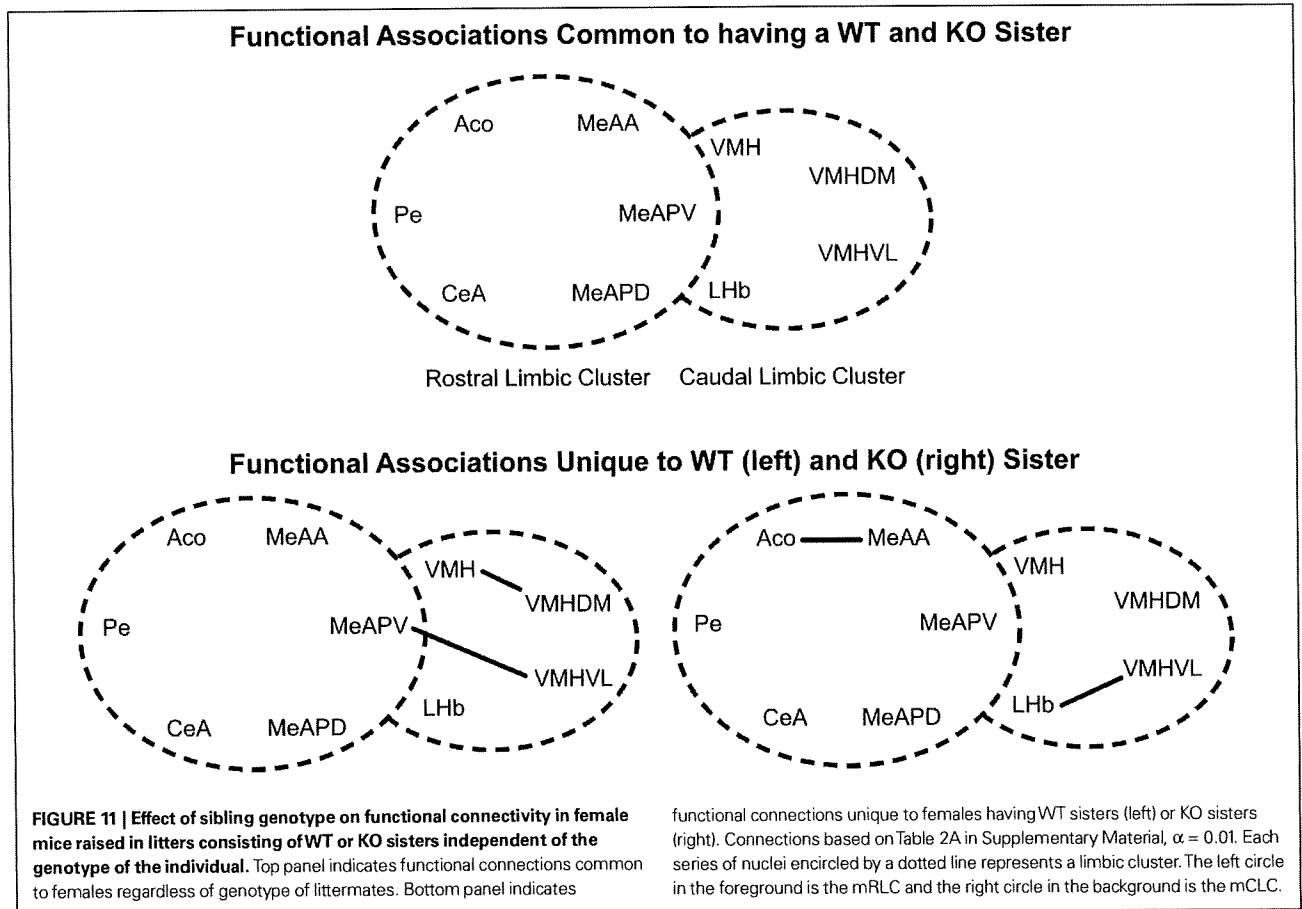 Functional Associations Common to having a WT and KO Sister
Aco MeAA
VMH
VMHDM
Pe MeAPV
VMHVL
CeA MeAPD LHb
Rostral Limbic Cluster Caudal Limbic Cluster
Functional Associations Unique to WT (left) and KO (right) Sister
Aco MeAA
VMH
VMHDM
Pe MeAPV
VMHVL
LHb
CeA MeAPD
Aco MeAA
VMH
VMHDM
Pe MeAPV
VMHVL
LHb
CeA MeAPD
FIGURE 11 | Effect of sibling genotype on functional connectivity in female
mice raised in litters consisting of WT or KO sisters independent of the
genotype of the individual. Top panel indicates functional connections common
to females regardless of genotype of littermates. Bottom panel indicates
functional connections unique to females having WT sisters (left) or KO sisters
(right). Connections based on Table 2A in Supplementary Material, α = 0.01. Each
series of nuclei encircled by a dotted line represents a limbic cluster. The left circle
in the foreground is the mRLC and the right circle in the background is the mCLC.